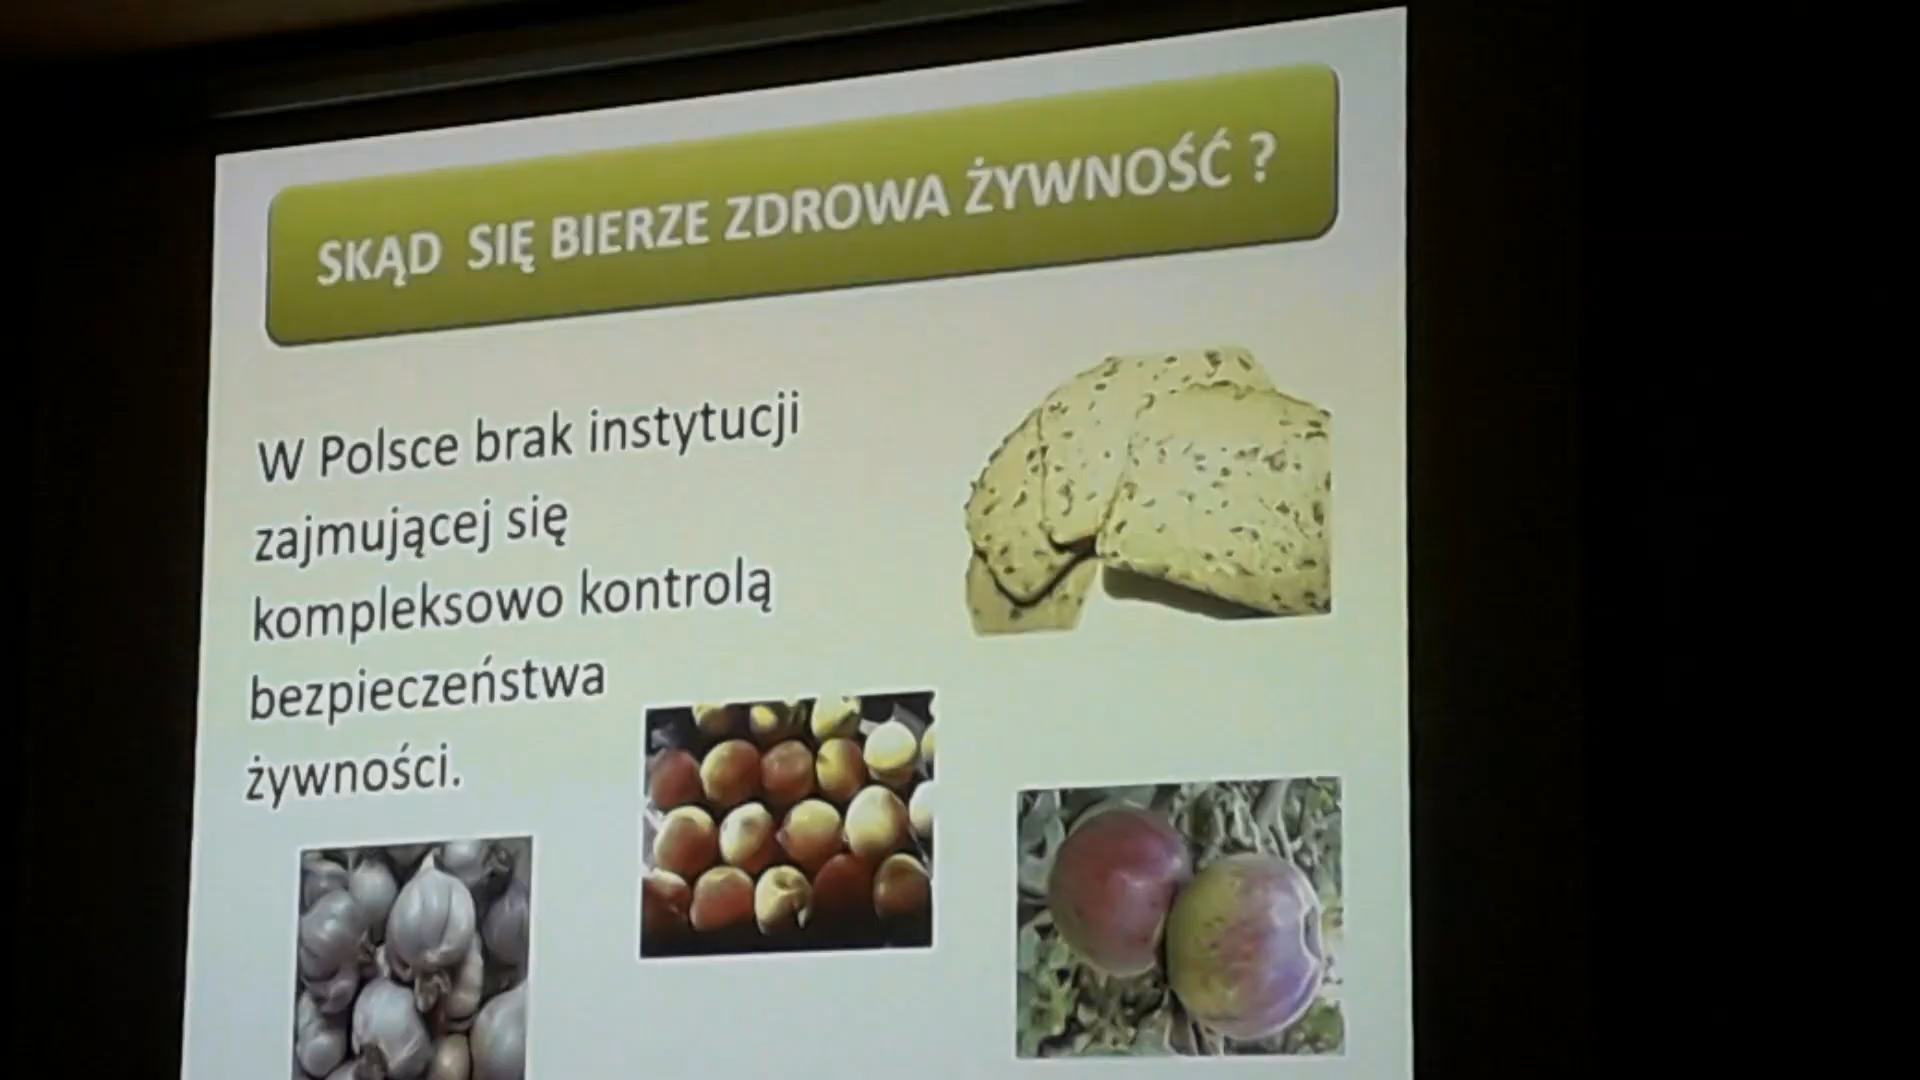 SKĄD SIĘ BIERZE ZDROWA ŻYWNOŚĆ ?
W Polsce brak instytucji
zajmującej się
kompleksowo kontrolą
bezpieczeństwa
żywności.